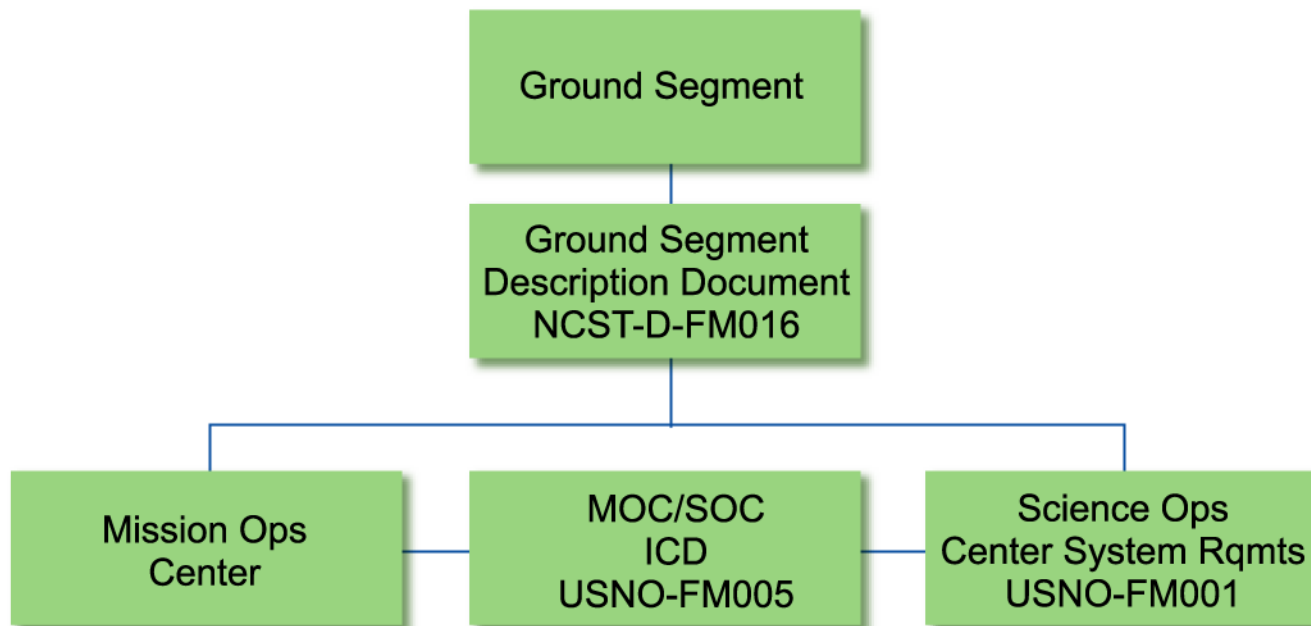 Ground Segment
Ground Segment
Description Document
NCST-D-FM016
Mission Ops
Center
MOC/SOC
ICD
USNO-FM005
Science Ops
Center System Rqmts
USNO-FM001